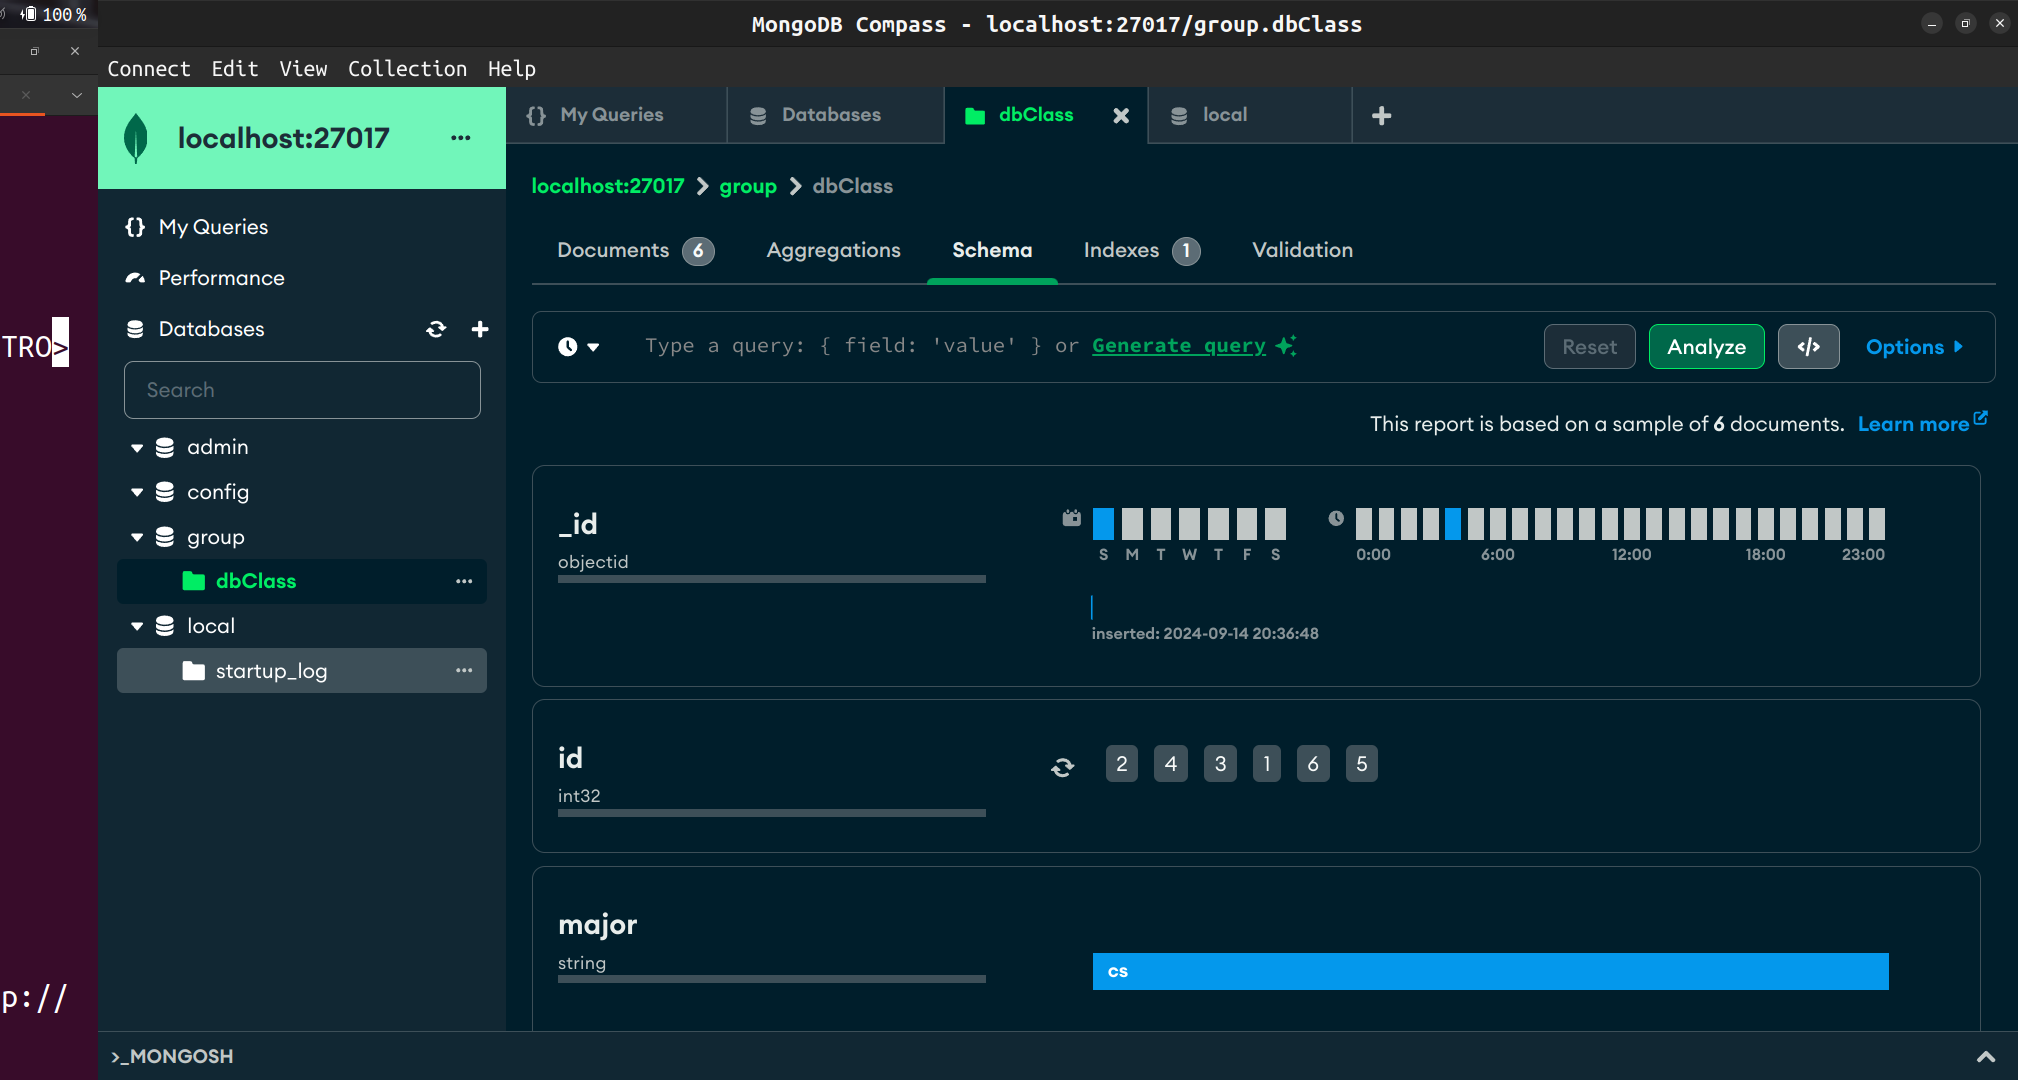 100 %
MongoDB Compass - localhost:27017/group.dbClass
Connect Edit View Collection Help
localhost:27017 ...
{} My Queries
Databases
dbClass
local
localhost:27017 > group > dbClass
My Queries
Performance
Databases
Search
admin
config
group
dbClass ...
local
startup_log ...
TRO>
p://
Documents 6 Aggregations Schema Indexes 1 Validation
Type a query: { field: 'value' } or Generate query
Reset Analyze </> Options
This report is based on a sample of 6 documents. Learn more
_id
objectid
S M T W T F S
0:00 6:00 12:00 18:00 23:00
inserted: 2024-09-14 20:36:48
id
int32
2 4 3 1 6 5
major
string
cs
>_MONGOSH